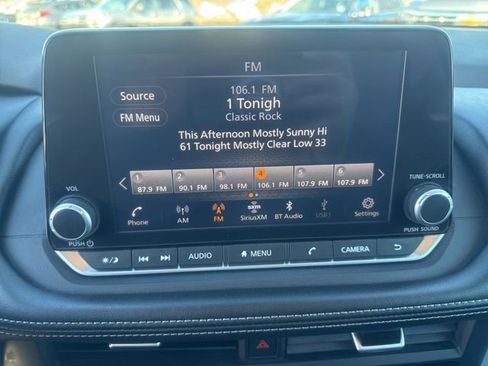 FM
Source
106.1 FM
1 Tonigh
FM Menu
Classic Rock
This Afternoon Mostly Sunny Hi
61 Tonight Mostly Clear Low 33
1 2 3 4 5 6
87.9 FM 90.1 FM 98.1 FM 106.1 FM 107.9 FM 107.9 FM
VOL
TUNE·SCROLL
sxm
Phone AM FM SiriusXM BT Audio USB1 Settings
PUSH
PUSH SOUND
AUDIO MENU CAMERA